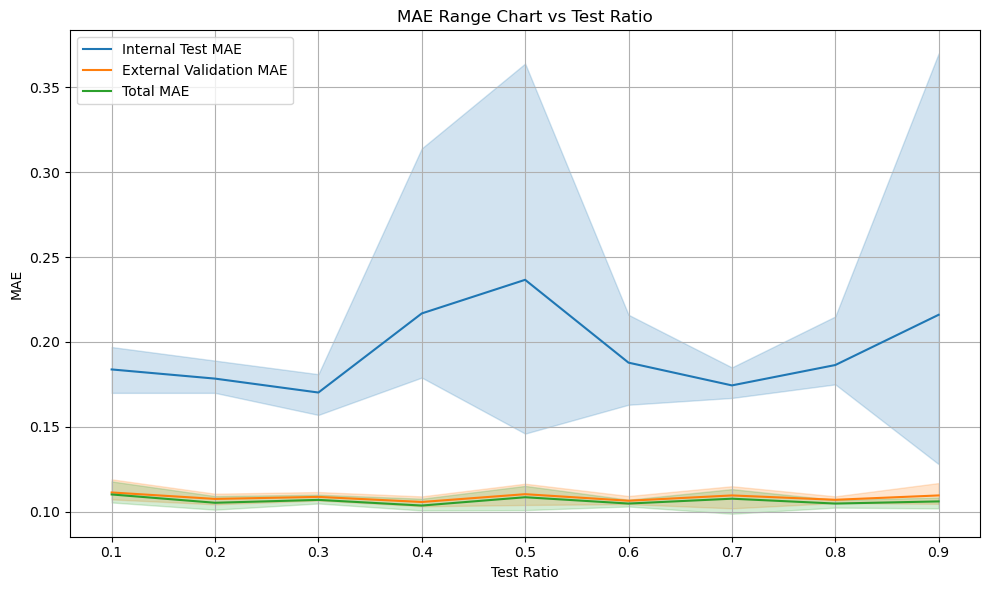 MAE Range Chart vs Test Ratio
Internal Test MAE
External Validation MAE
Total MAE
0.35
0.30
0.25
0.20
0.15
0.10
MAE
0.1 0.2 0.3 0.4 0.5 0.6 0.7 0.8 0.9
Test Ratio